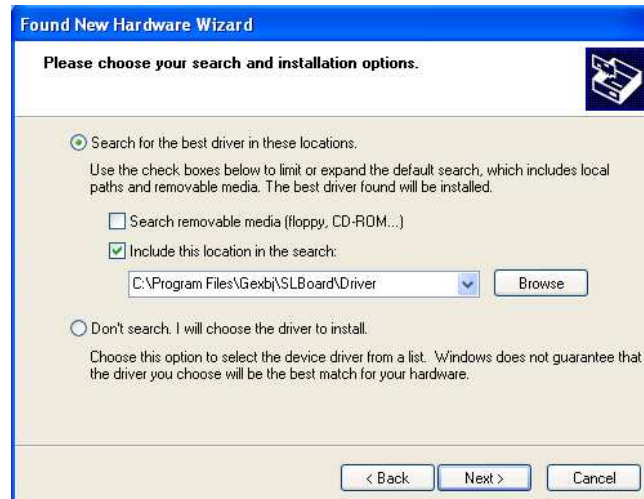 Found New Hardware Wizard
Please choose your search and installation options.
Search for the best driver in these locations.
Use the check boxes below to limit or expand the default search, which includes local
paths and removable media. The best driver found will be installed.
Search removable media (floppy, CD-ROM...)
Include this location in the search:
C:\Program Files\Gexbj\SLBoard\Driver
Browse
Don't search. I will choose the driver to install.
Choose this option to select the device driver from a list. Windows does not guarantee that
the driver you choose will be the best match for your hardware.
< Back
Next >
Cancel